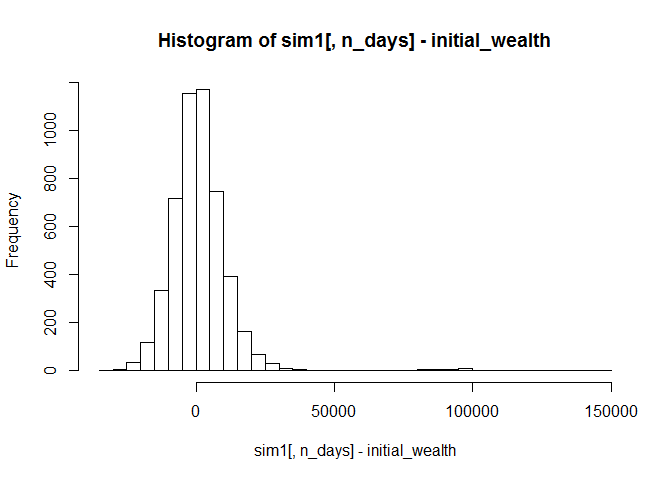 Histogram of sim1[, n_days] - initial_wealth
Frequency
1000
800
600
400
200
0
0 50000 100000 150000
sim1[, n_days] - initial_wealth